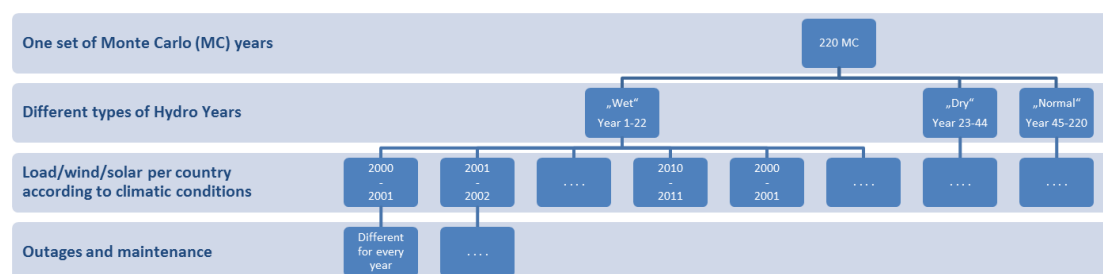 One set of Monte Carlo (MC) years
220 MC
Different types of Hydro Years
„Wet“
Year 1-22
„Dry“
Year 23-44
„Normal“
Year 45-220
Load/wind/solar per country
according to climatic conditions
2000
-
2001
2001
-
2002
. . . .
2010
-
2011
2000
-
2001
. . . .
. . . .
. . . .
Outages and maintenance
Different
for every
year
. . . .